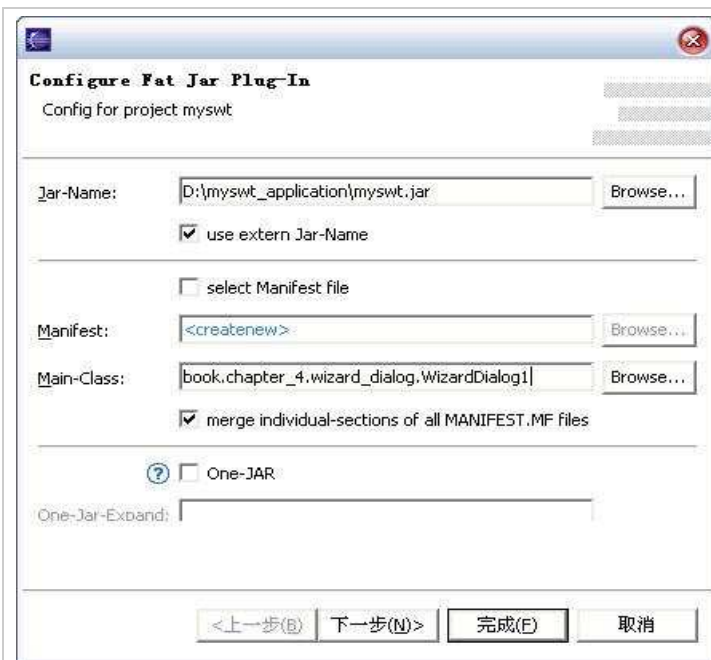 Configure Fat Jar Plug-In
Config for project myswt
Jar-Name: D:\myswt_application\myswt.jar Browse...
use extern Jar-Name
select Manifest file
Manifest: <createnew> Browse...
Main-Class: book.chapter_4.wizard_dialog.WizardDialog1 Browse...
merge individual-sections of all MANIFEST.MF files
? One-JAR
One-Jar-Expand:
<上一步(B) 下一步(N)> 完成(F) 取消